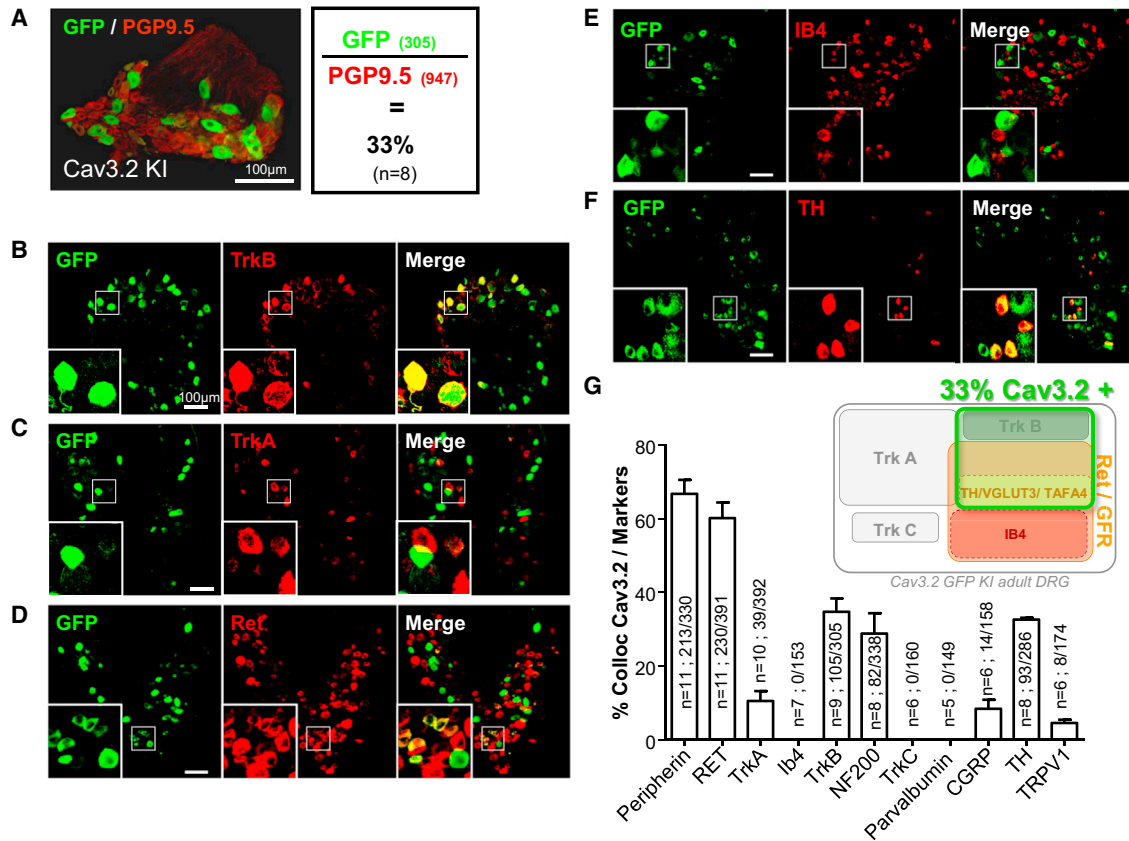 A
GFP / PGP9.5
Cav3.2 KI
100µm
GFP (305)
PGP9.5 (947)
=
33%
(n=8)
B
GFP
TrkB
Merge
100µm
C
GFP
TrkA
Merge
D
GFP
Ret
Merge
E
GFP
IB4
Merge
F
GFP
TH
Merge
G
33% Cav3.2 +
Trk B
Trk A
TH/VGLUT3/ TAFA4
Trk C
IB4
Ret / GFR
Cav3.2 GFP KI adult DRG
% Colloc Cav3.2 / Markers
80
60
40
20
0
n=11 ; 213/330
n=11 ; 230/391
n=10 ; 39/392
n=7 ; 0/153
n=9 ; 105/305
n=8 ; 82/338
n=6 ; 0/160
n=5 ; 0/149
n=6 ; 14/158
n=8 ; 93/286
n=6 ; 8/174
Peripherin
RET
TrkA
Ib4
TrkB
NF200
TrkC
Parvalbumin
CGRP
TH
TRPV1